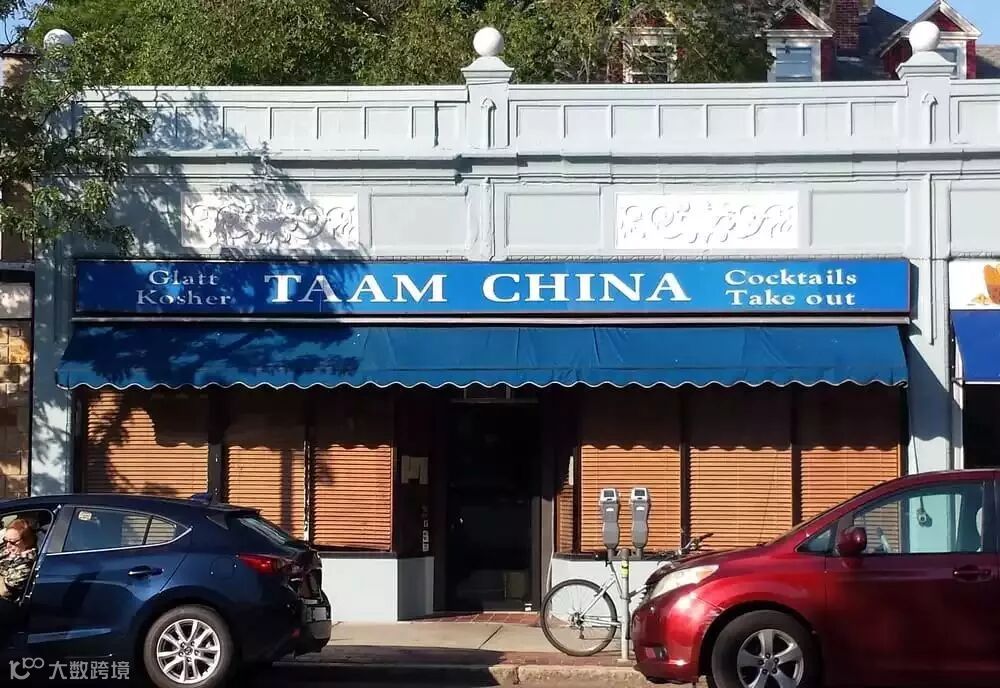 Glatt
Kosher
TAAM CHINA
Cocktails
Take out
大数跨境